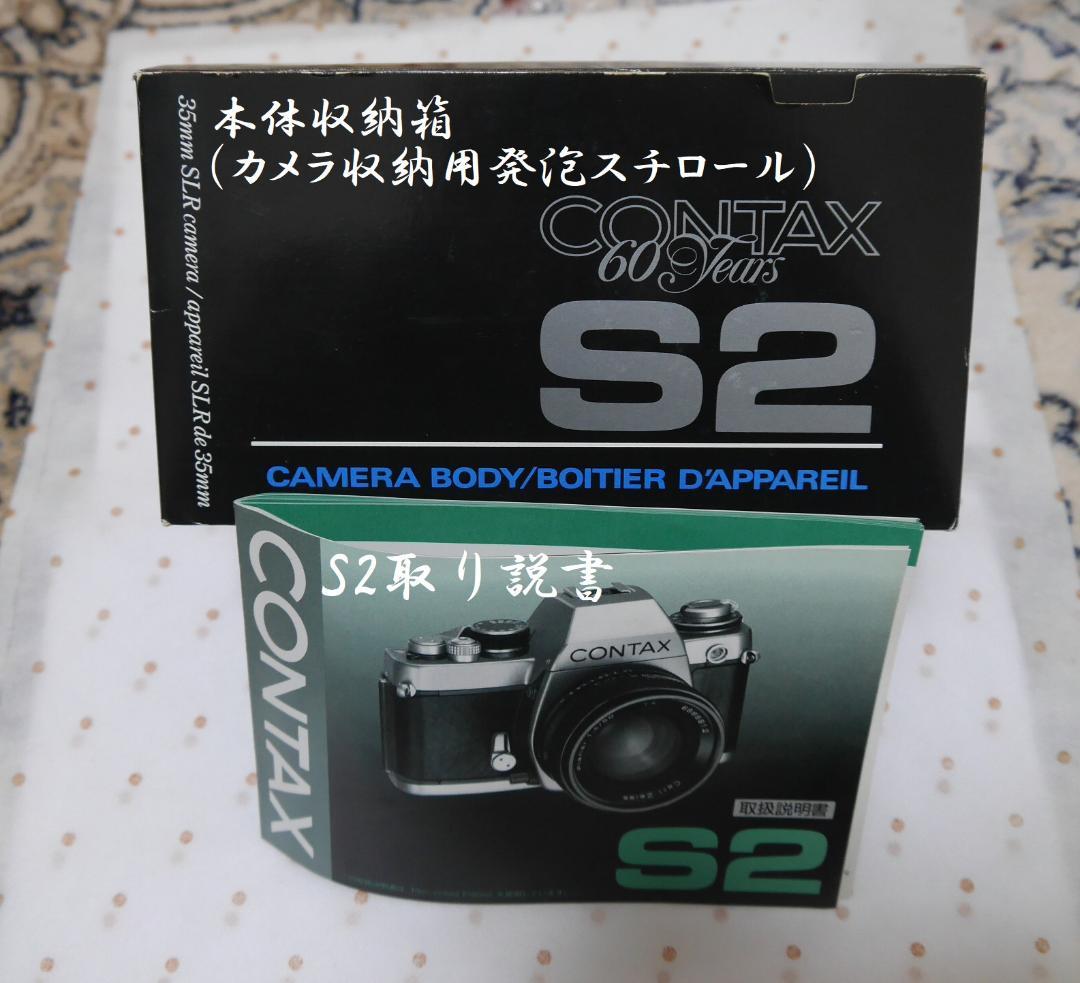 本体収納箱
(カメラ収納用発泡スチロール)
35mm SLR camera / appareil SLR de 35mm
CONTAX
60 Years
S2
CAMERA BODY/BOITIER D'APPAREIL
S2取り説書
CONTAX
CONTAX
Carl Zeiss
取扱説明書
S2